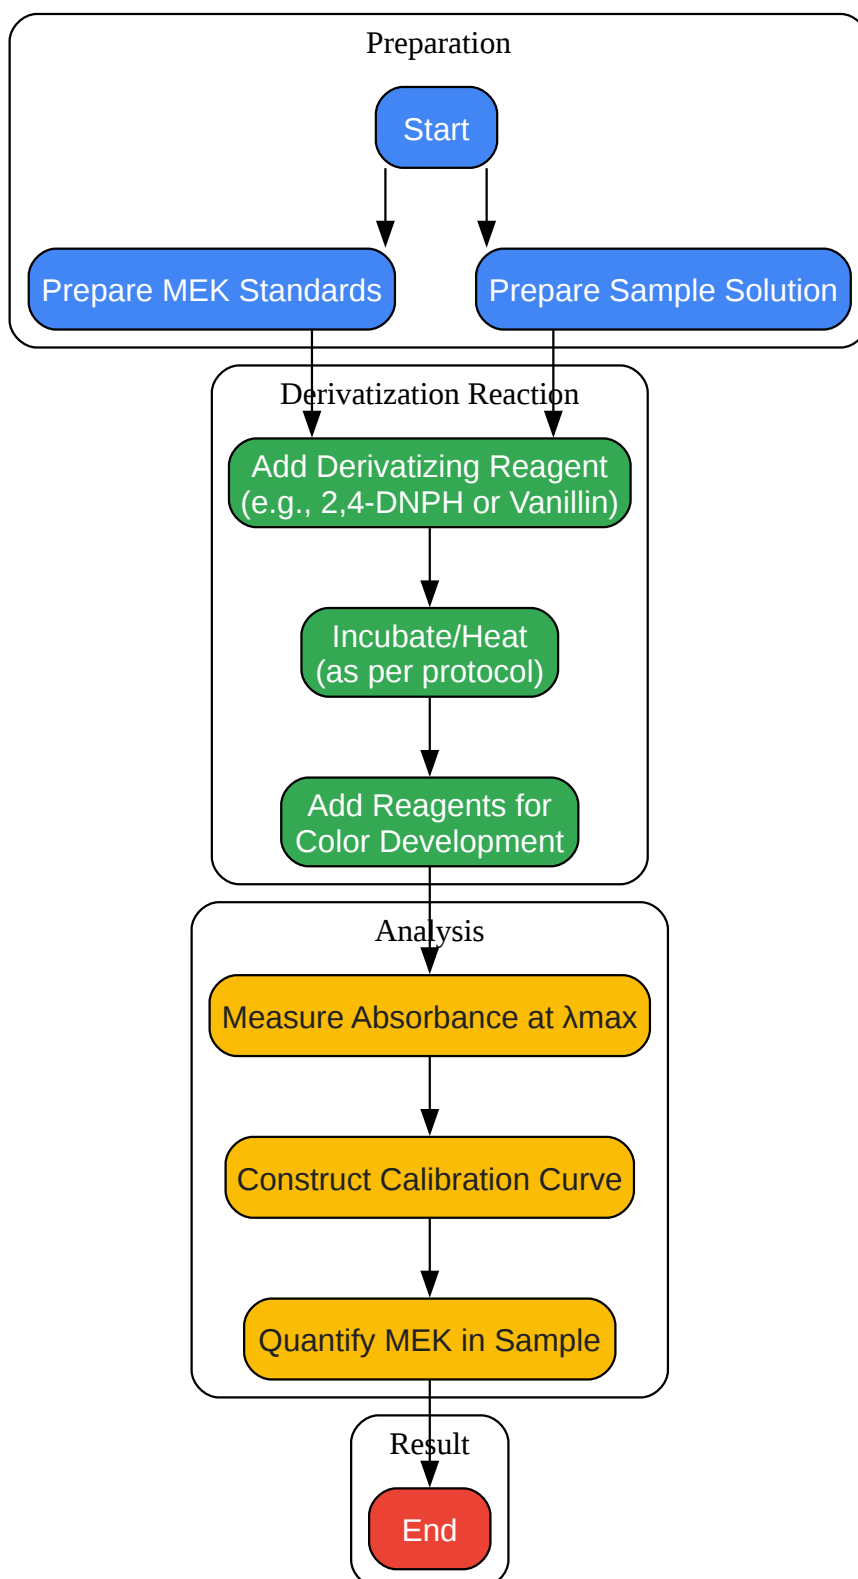 Preparation
Start
Prepare MEK Standards
Prepare Sample Solution
Derivatization Reaction
Add Derivatizing Reagent
(e.g., 2,4-DNPH or Vanillin)
Incubate/Heat
(as per protocol)
Add Reagents for
Color Development
Analysis
Measure Absorbance at λmax
Construct Calibration Curve
Quantify MEK in Sample
Result
End